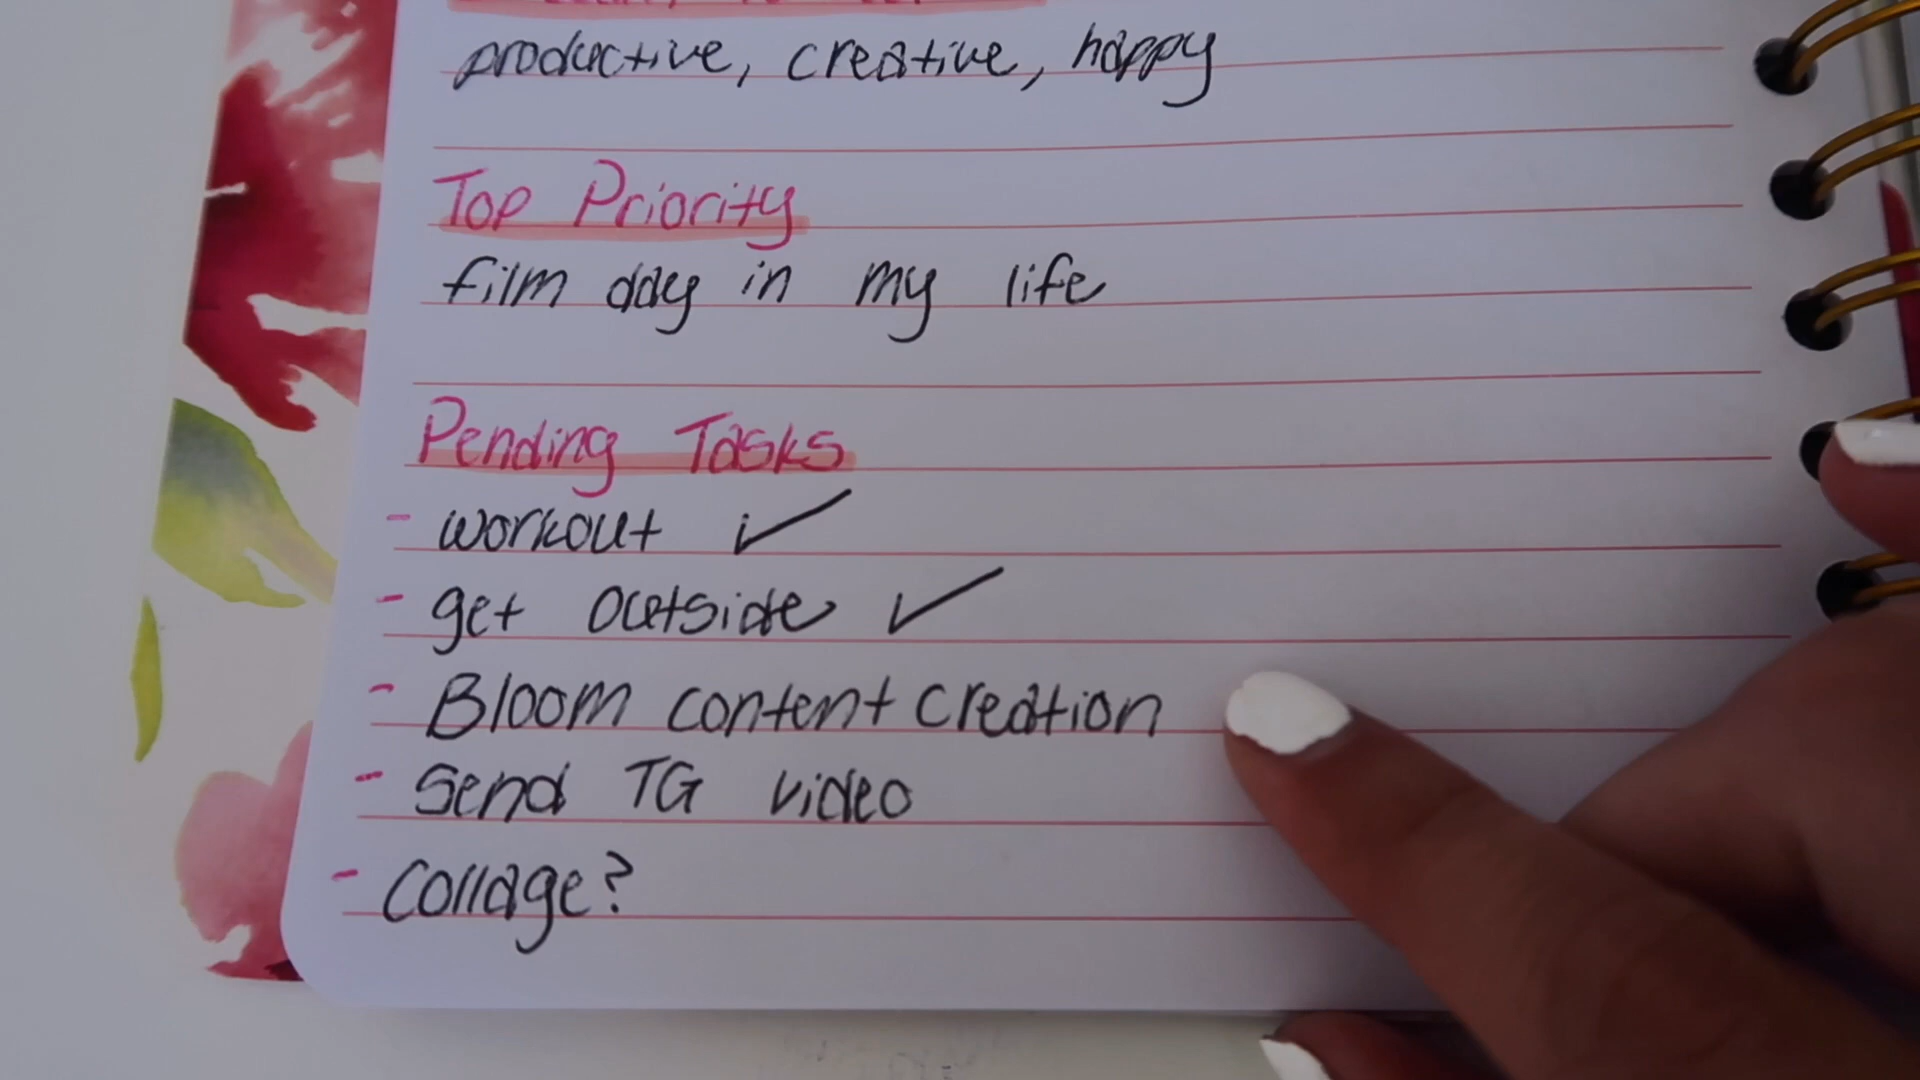 productive, creative, happy
Top Priority
film day in my life
Pending Tasks
- workout ✓
- get outside ✓
- Bloom content creation
- Send TG video
- Collage?